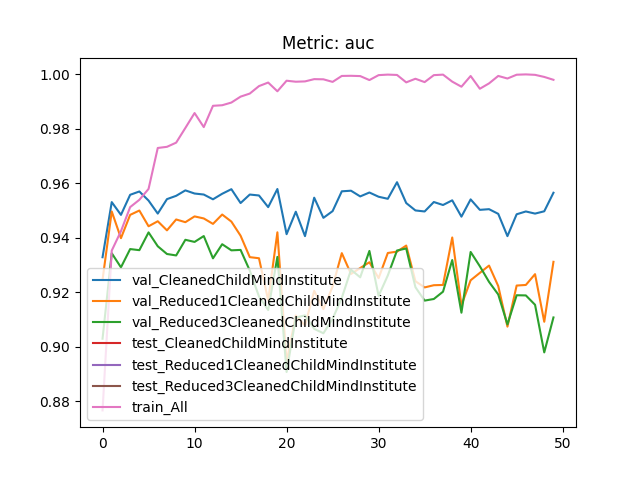 Metric: auc
1.00
0.98
0.96
0.94
0.92
0.90
0.88
val_CleanedChildMindInstitute
val_Reduced1CleanedChildMindInstitute
val_Reduced3CleanedChildMindInstitute
test_CleanedChildMindInstitute
test_Reduced1CleanedChildMindInstitute
test_Reduced3CleanedChildMindInstitute
train_All
0 10 20 30 40 50